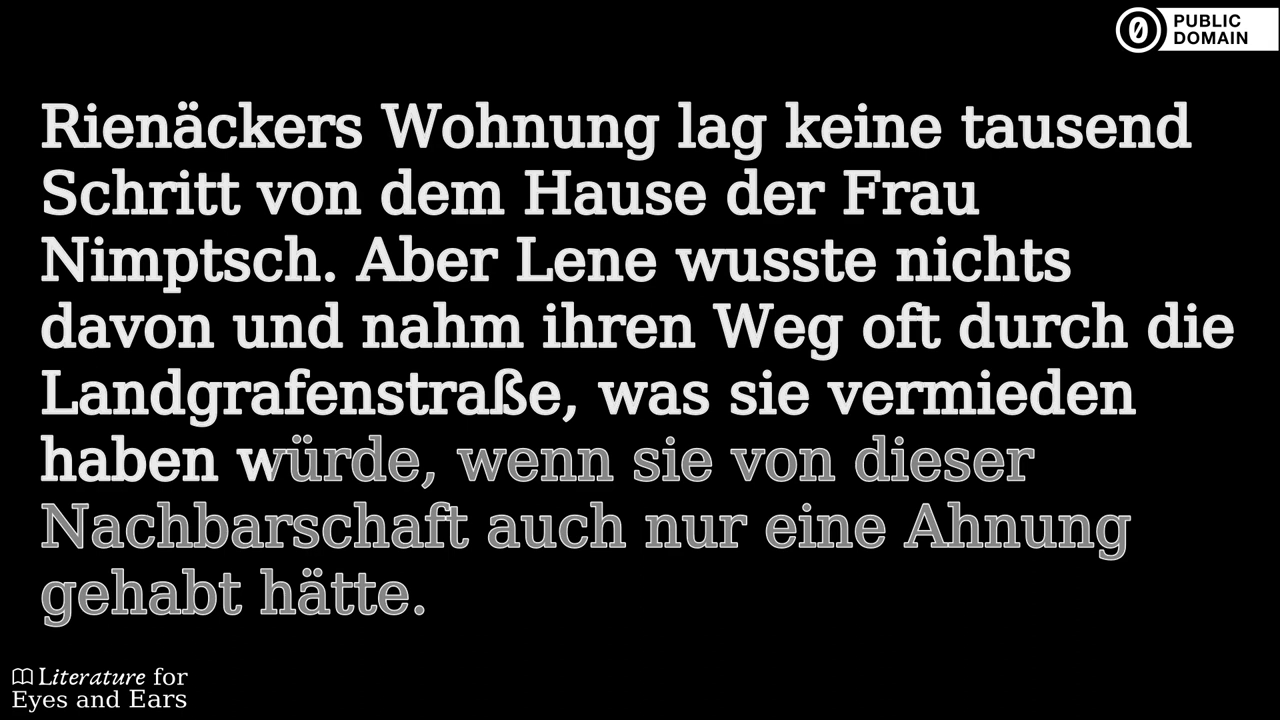 PUBLIC
DOMAIN
Rienäckers Wohnung lag keine tausend
Schritt von dem Hause der Frau
Nimptsch. Aber Lene wusste nichts
davon und nahm ihren Weg oft durch die
Landgrafenstraße, was sie vermieden
haben würde, wenn sie von dieser
Nachbarschaft auch nur eine Ahnung
gehabt hätte.
Literature for
Eyes and Ears